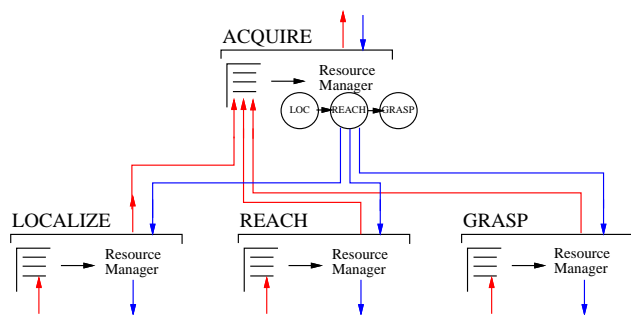 ACQUIRE
Resource
Manager
LOC
REACH
GRASP
LOCALIZE
REACH
GRASP
Resource
Manager
Resource
Manager
Resource
Manager